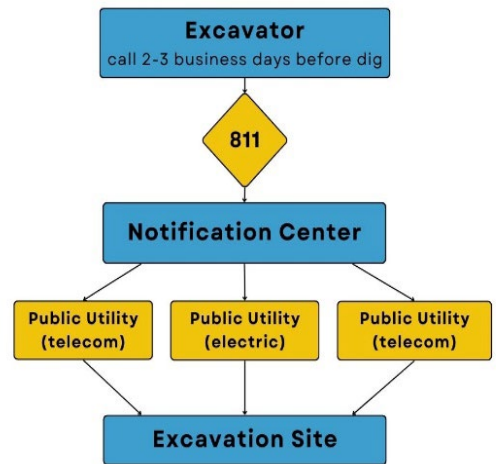 Excavator
call 2-3 business days before dig
811
Notification Center
Public Utility
(telecom)
Public Utility
(electric)
Public Utility
(telecom)
Excavation Site